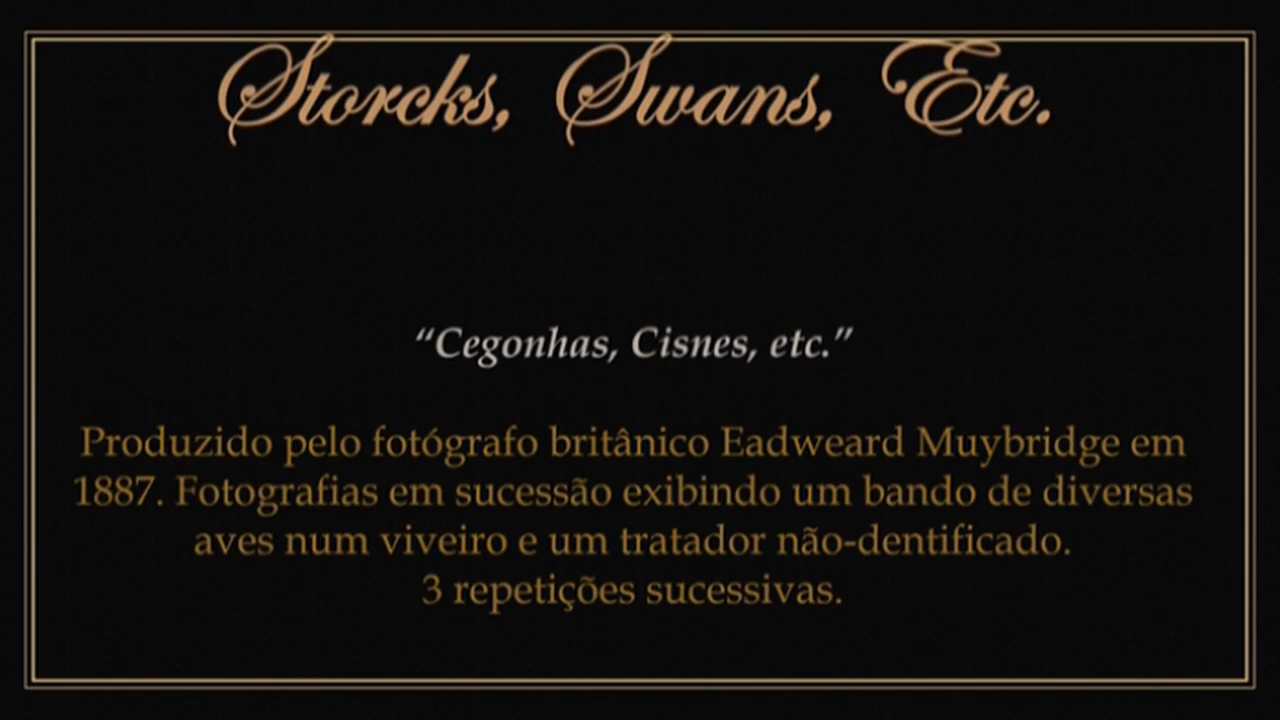 Storcks, Swans, Etc.
“Cegonhas, Cisnes, etc.”
Produzido pelo fotógrafo britânico Eadweard Muybridge em
1887. Fotografias em sucessão exibindo um bando de diversas
aves num viveiro e um tratador não-dentificado.
3 repetições sucessivas.